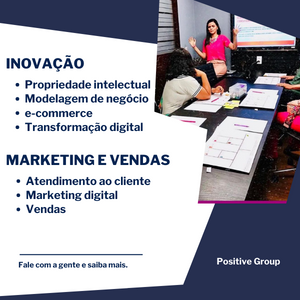 INOVAÇÃO
Propriedade intelectual
Modelagem de negócio
e-commerce
Transformação digital
MARKETING E VENDAS
Atendimento ao cliente
Marketing digital
Vendas
Fale com a gente e saiba mais.
Positive Group